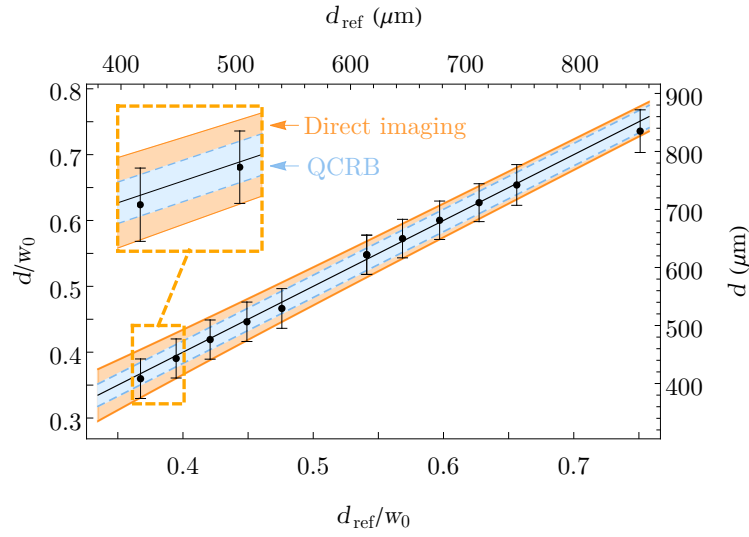 d_ref (μm)
400 500 600 700 800
0.8 900
Direct imaging
0.7 800
QCRB
0.6 700
d/w₀ d (μm)
0.5 600
500
0.4 400
0.3
0.4 0.5 0.6 0.7
d_ref/w₀